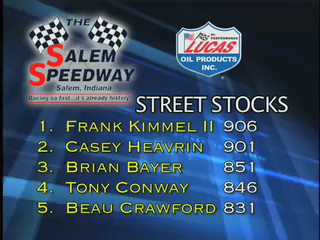 THE
SALEM
SPEEDWAY
Salem, Indiana
Racing so fast...it's already history
HIGH PERFORMANCE
LUCAS
OIL PRODUCTS
INC.
STREET STOCKS
1. FRANK KIMMEL II 906
2. CASEY HEAVRIN 901
3. BRIAN BAYER 851
4. TONY CONWAY 846
5. BEAU CRAWFORD 831